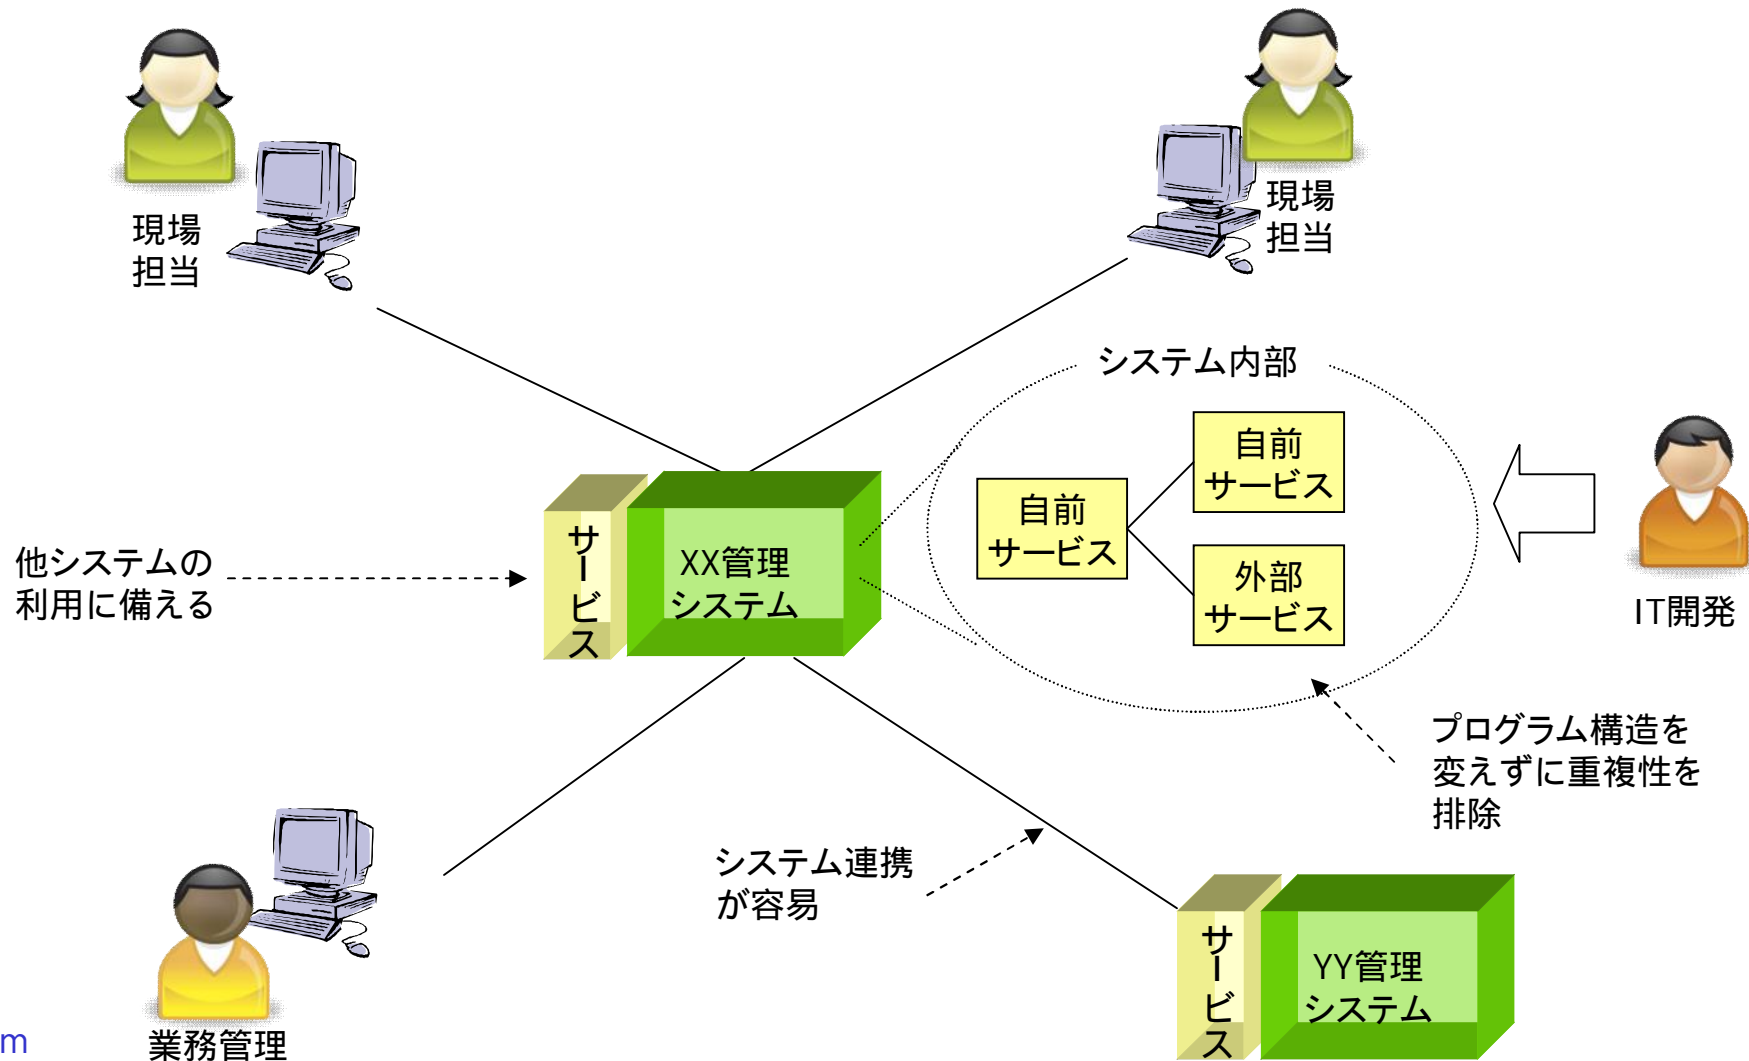 現場
担当
現場
担当
システム内部
自前
サービス
自前
サービス
外部
サービス
IT開発
サービス
XX管理
システム
他システムの
利用に備える
プログラム構造を
変えずに重複性を
排除
システム連携
が容易
サービス
YY管理
システム
業務管理
m